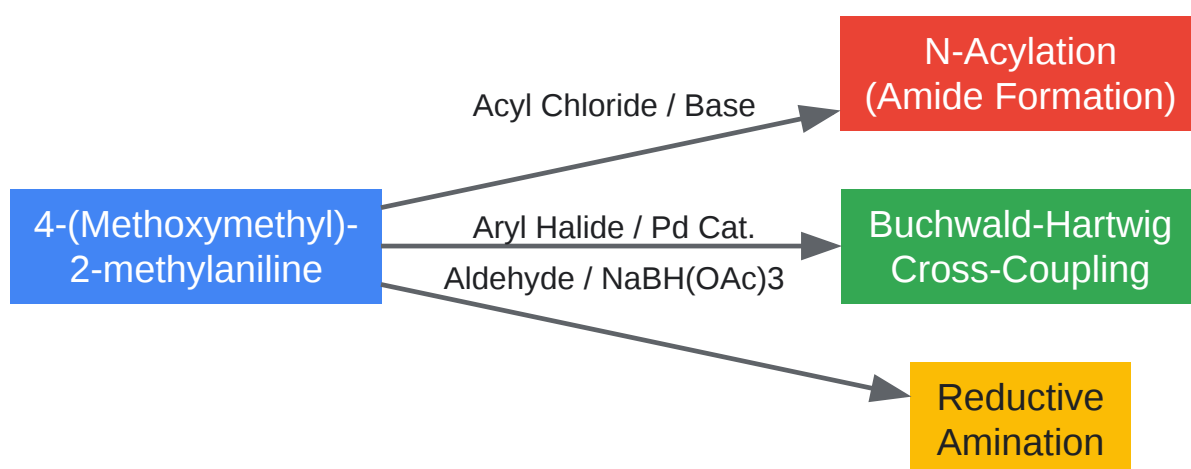 N-Acylation
(Amide Formation)
Acyl Chloride / Base
4-(Methoxymethyl)-
2-methylaniline
Aryl Halide / Pd Cat.
Buchwald-Hartwig
Cross-Coupling
Aldehyde / NaBH(OAc)3
Reductive
Amination